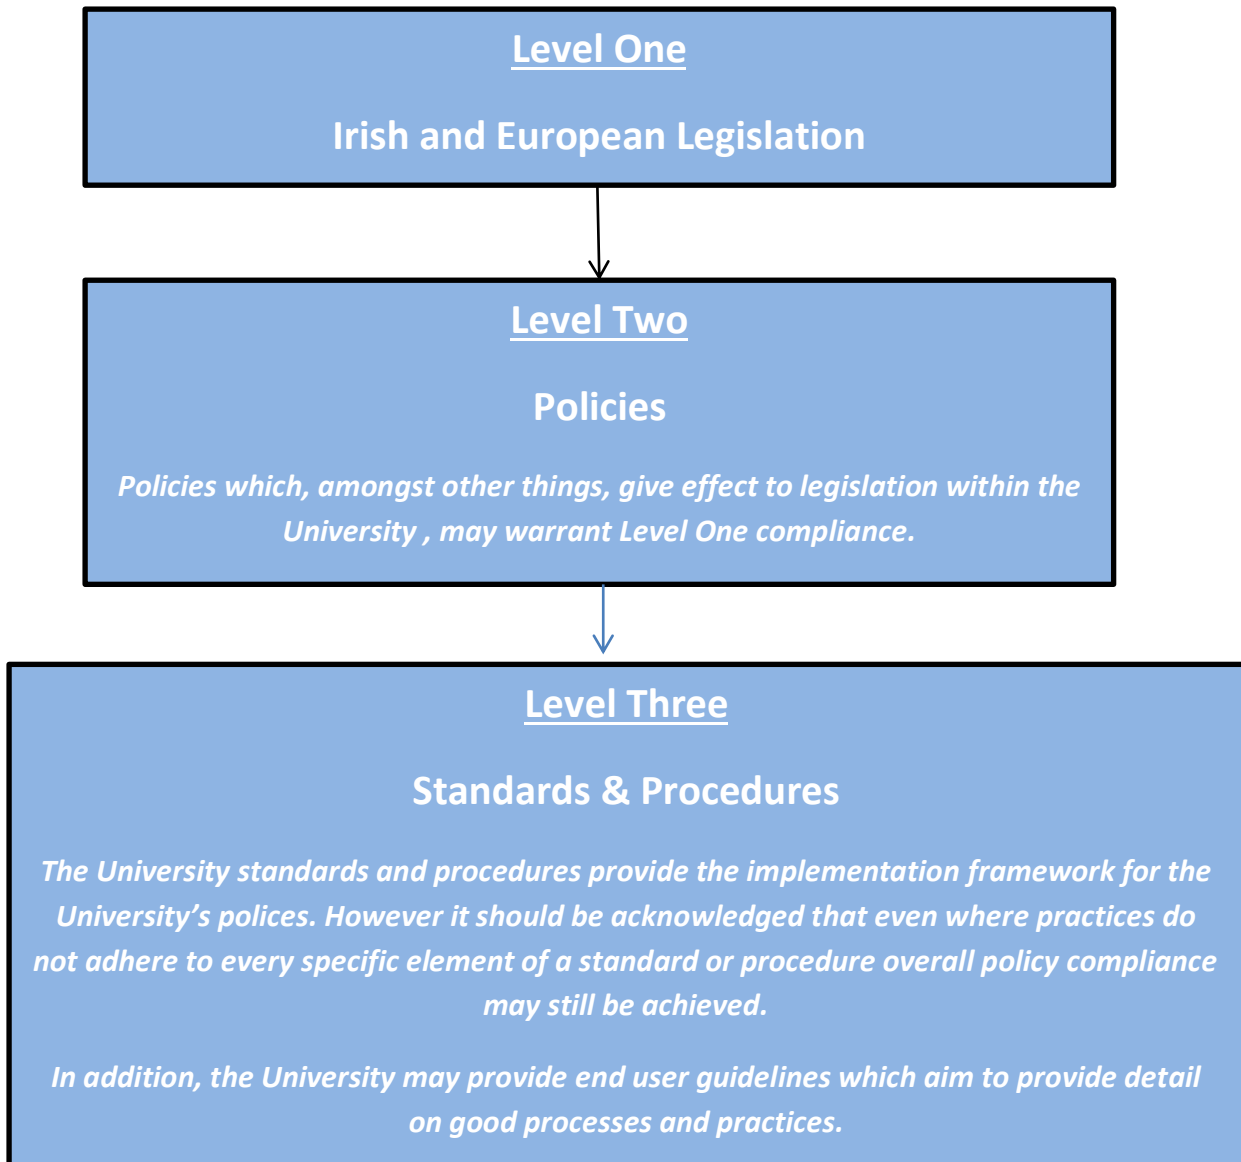 Level One
Irish and European Legislation
Level Two
Policies
Policies which, amongst other things, give effect to legislation within the
University , may warrant Level One compliance.
Level Three
Standards & Procedures
The University standards and procedures provide the implementation framework for the
University’s polices. However it should be acknowledged that even where practices do
not adhere to every specific element of a standard or procedure overall policy compliance
may still be achieved.
In addition, the University may provide end user guidelines which aim to provide detail
on good processes and practices.